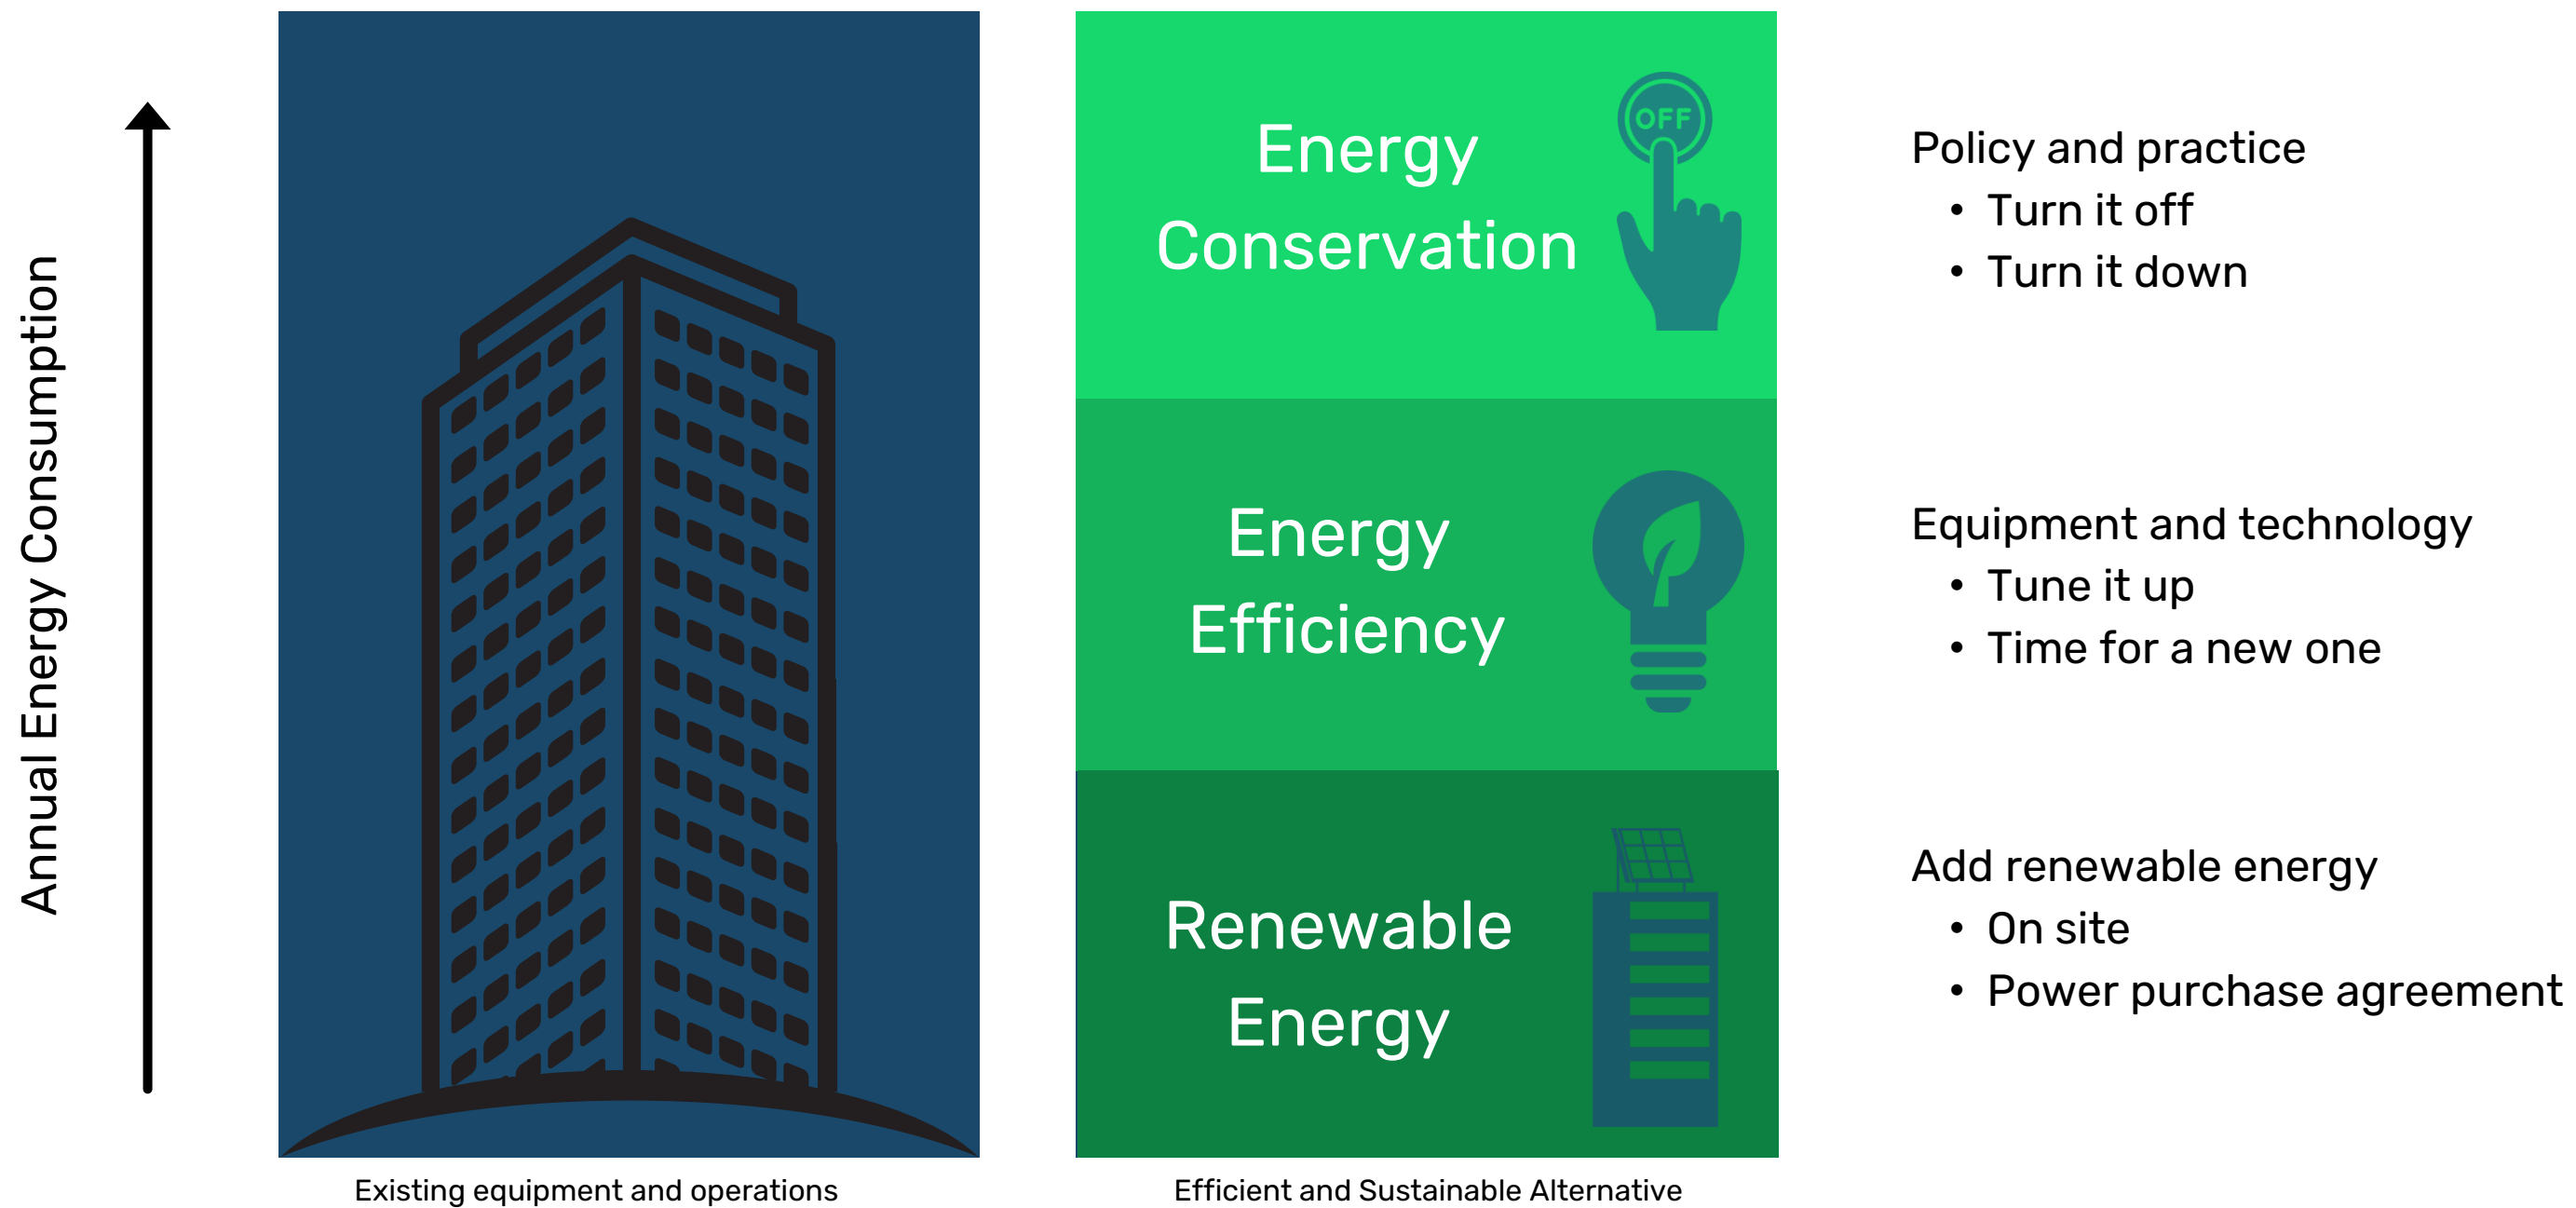 Annual Energy Consumption
Existing equipment and operations
Energy
Conservation
OFF
Energy
Efficiency
Renewable
Energy
Efficient and Sustainable Alternative
Policy and practice
• Turn it off
• Turn it down
Equipment and technology
• Tune it up
• Time for a new one
Add renewable energy
• On site
• Power purchase agreement